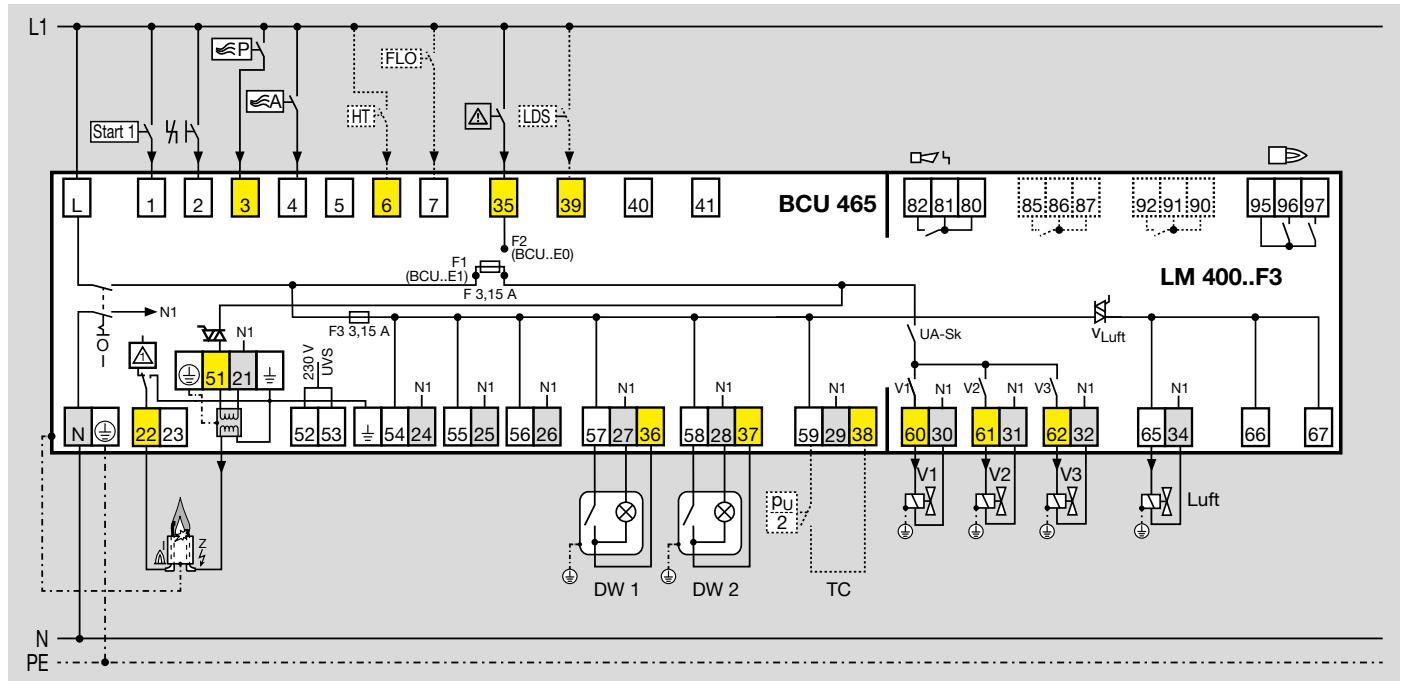 L1
P
FLO
A
HT
Start 1
LDS
L 1 2 3 4 5 6 7 35 39 40 41
BCU 465
82 81 80
85 86 87
92 91 90
95 96 97
F2
(BCU..E0)
F1
(BCU..E1)
F 3,15 A
LM 400..F3
N1
F3 3,15 A
UA-Sk
VLuft
O
I
1
N1
230 V
UVS
51 21
N1 N1 N1 N1 N1 N1 V1 N1 V2 N1 V3 N1 N1
N 22 23 52 53 54 24 55 25 56 26 57 27 36 58 28 37 59 29 38 60 30 61 31 62 32 65 34 66 67
V1 V2 V3
Luft
pU
2
I Z
DW 1 DW 2 TC
N
PE